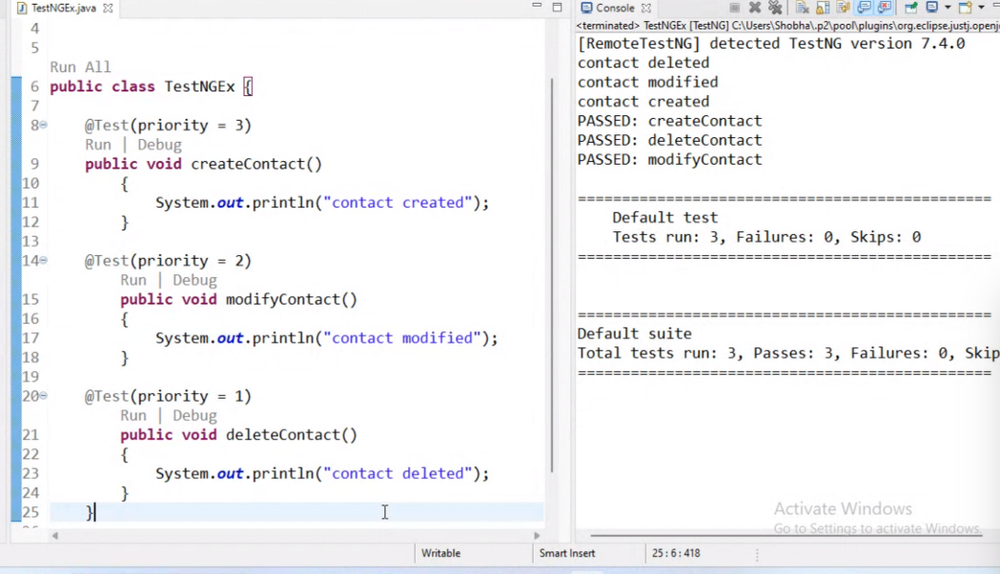 TestNGEx.java
4
5
Run All
6 public class TestNGEx {
7
8 @Test(priority = 3)
Run | Debug
9 public void createContact()
10 {
11 System.out.println("contact created");
12 }
13
14 @Test(priority = 2)
Run | Debug
15 public void modifyContact()
16 {
17 System.out.println("contact modified");
18 }
19
20 @Test(priority = 1)
Run | Debug
21 public void deleteContact()
22 {
23 System.out.println("contact deleted");
24 }
25 }
Console
<terminated> TestNGEx [TestNG] C:\Users\Shobha\.p2\pool\plugins\org.eclipse.justj.openj
[RemoteTestNG] detected TestNG version 7.4.0
contact deleted
contact modified
contact created
PASSED: createContact
PASSED: deleteContact
PASSED: modifyContact
===============================================
Default test
Tests run: 3, Failures: 0, Skips: 0
===============================================
===============================================
Default suite
Total tests run: 3, Passes: 3, Failures: 0, Skip
===============================================
Activate Windows
Go to Settings to activate Windows.
Writable
Smart Insert
25 : 6 : 418